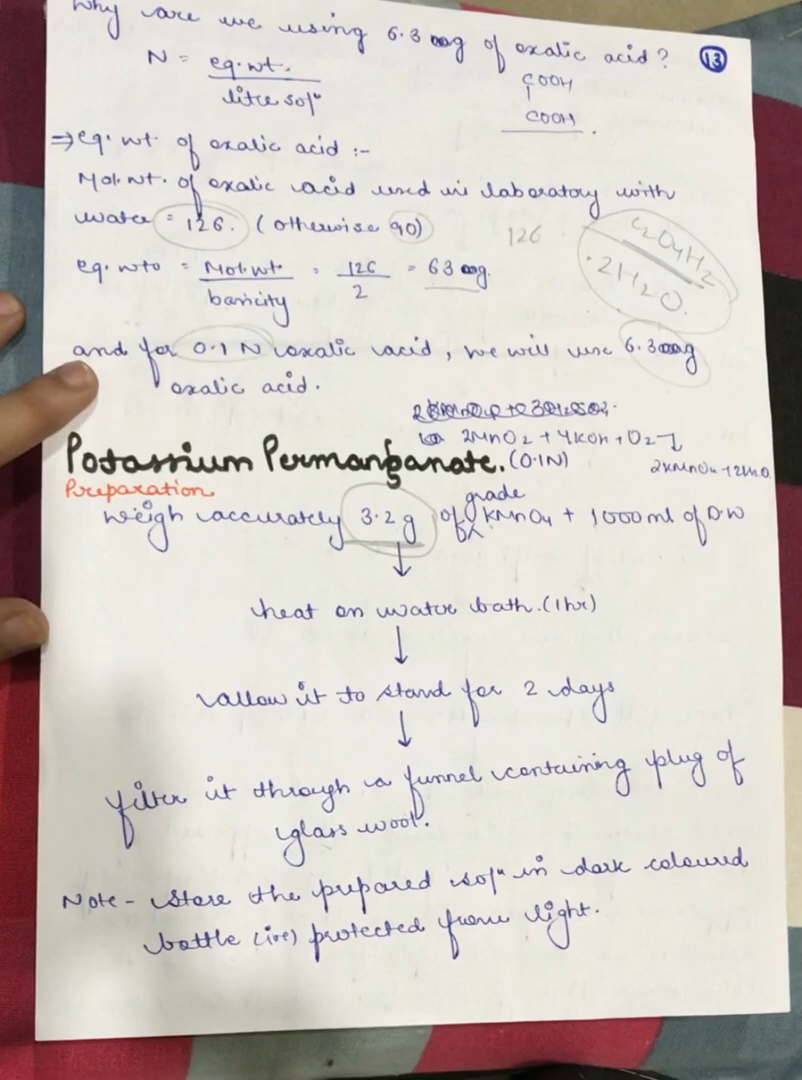 Why are we using 6.3 g of oxalic acid? 13
N = eq. wt.
litre solⁿ
COOH
COOH
⇒ eq. wt. of oxalic acid :-
Mol. wt. of oxalic acid used in laboratory with
water = 126. (otherwise 90)
126
C2O4H2
.2H2O.
eq. wt = Mol. wt = 126 = 63 g.
basicity 2
and for 0.1 N oxalic acid, we will use 6.3 g
oxalic acid.
2MnO2 + 4KOH + O2 →
2KMnO4 + 2H2O
Potassium Permanganate. (0.1N)
Preparation
weigh accurately 3.2 g of grade KMnO4 + 1000 ml of D.W
↓
heat on water bath. (1hr)
↓
allow it to stand for 2 days
↓
filter it through a funnel containing plug of
glass wool.
Note - Store the prepared solⁿ in dark coloured
bottle protected from light.